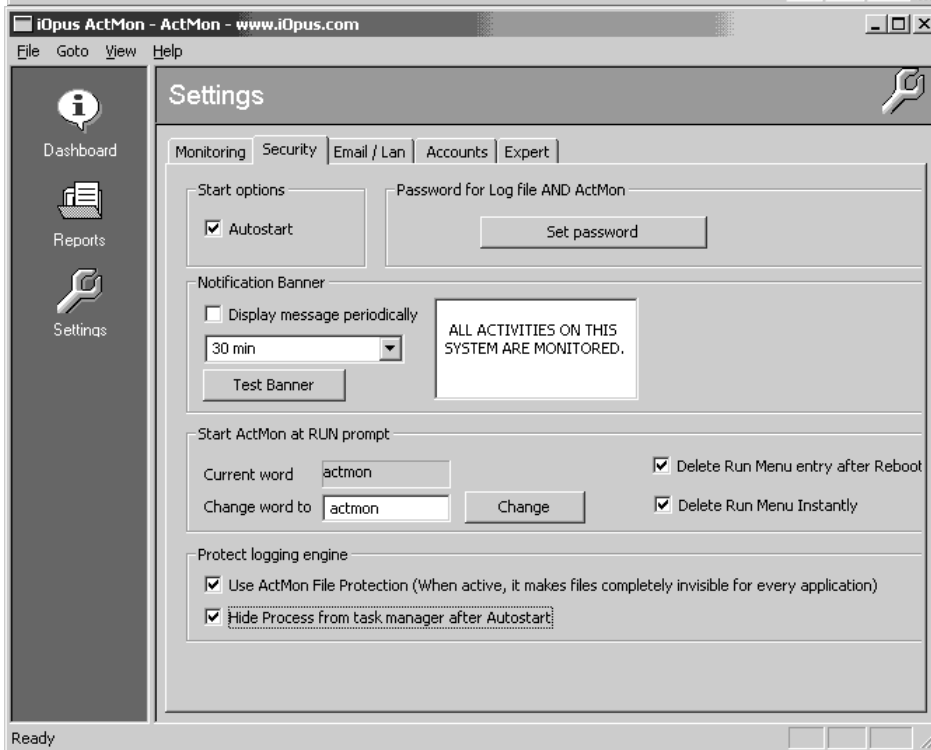 iOpus ActMon - ActMon - www.iOpus.com
File Goto View Help
Dashboard
Reports
Settings
Settings
Monitoring Security Email / Lan Accounts Expert
Start options
Autostart
Password for Log file AND ActMon
Set password
Notification Banner
Display message periodically
30 min
Test Banner
ALL ACTIVITIES ON THIS
SYSTEM ARE MONITORED.
Start ActMon at RUN prompt
Current word actmon
Change word to actmon Change
Delete Run Menu entry after Reboot
Delete Run Menu Instantly
Protect logging engine
Use ActMon File Protection (When active, it makes files completely invisible for every application)
Hide Process from task manager after Autostart
Ready